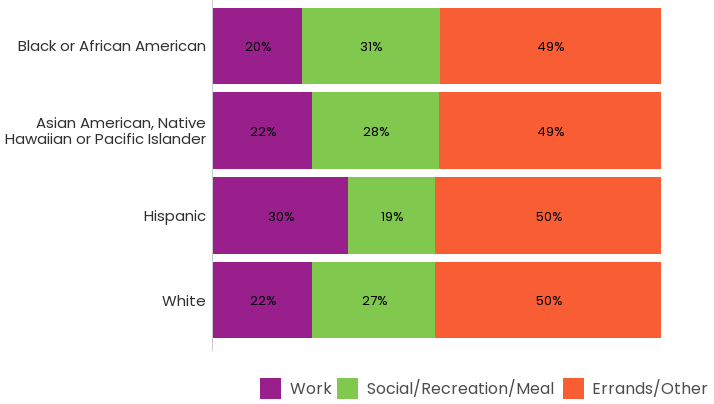 Black or African American
20% 31% 49%
Asian American, Native
Hawaiian or Pacific Islander
22% 28% 49%
Hispanic
30% 19% 50%
White
22% 27% 50%
Work Social/Recreation/Meal Errands/Other